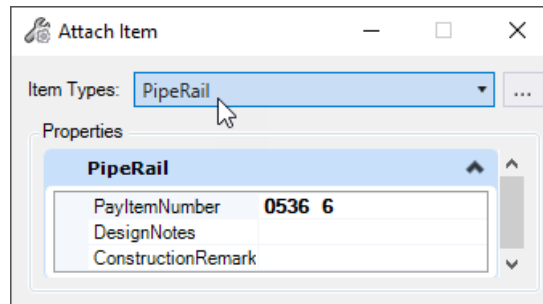 Attach Item
Item Types: PipeRail ...
Properties
PipeRail
PayItemNumber 0536  6
DesignNotes
ConstructionRemark